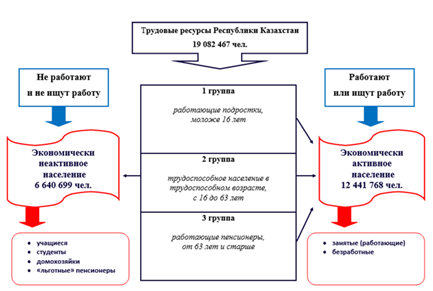 Трудовые ресурсы Республики Казахстан
19 082 467 чел.
Не работают
и не ищут работу
Работают
или ищут работу
1 группа
работающие подростки,
моложе 16 лет
Экономически
неактивное
население
6 640 699 чел.
2 группа
трудоспособное население в
трудоспособном возрасте,
с 16 до 63 лет
Экономически
активное
население
12 441 768 чел.
3 группа
работающие пенсионеры,
от 63 лет и старше
учащиеся
студенты
домохозяйки
«льготные» пенсионеры
занятые (работающие)
безработные